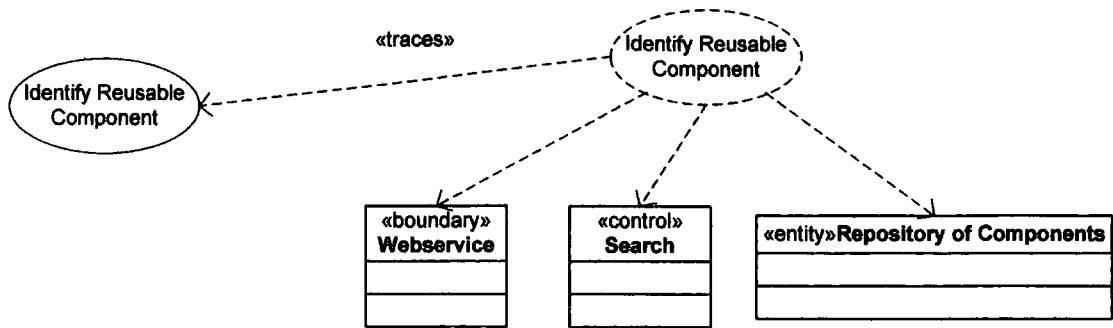 «traces»
Identify Reusable
Component
Identify Reusable
Component
«boundary»
Webservice
«control»
Search
«entity»Repository of Components